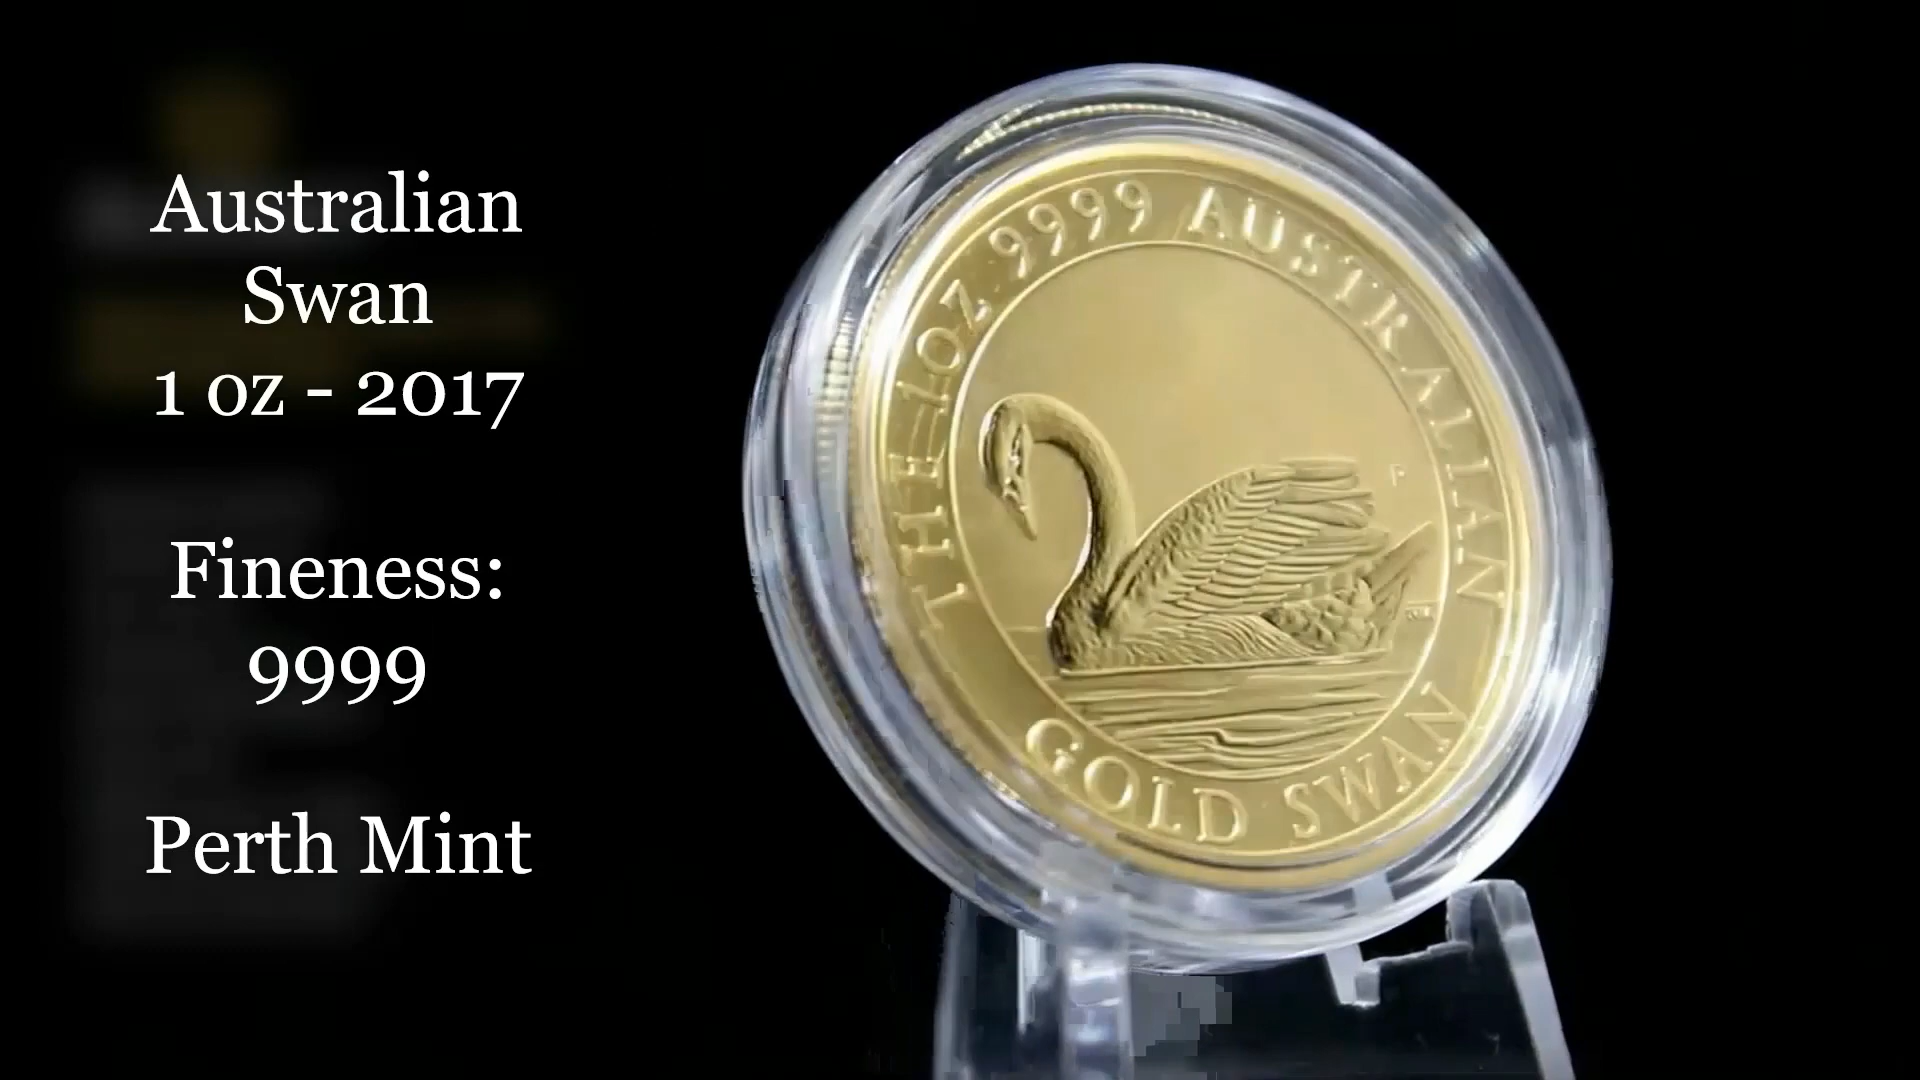 Australian
Swan
1 oz - 2017
Fineness:
9999
Perth Mint
THE 1OZ 9999 AUSTRALIAN
GOLD SWAN
P